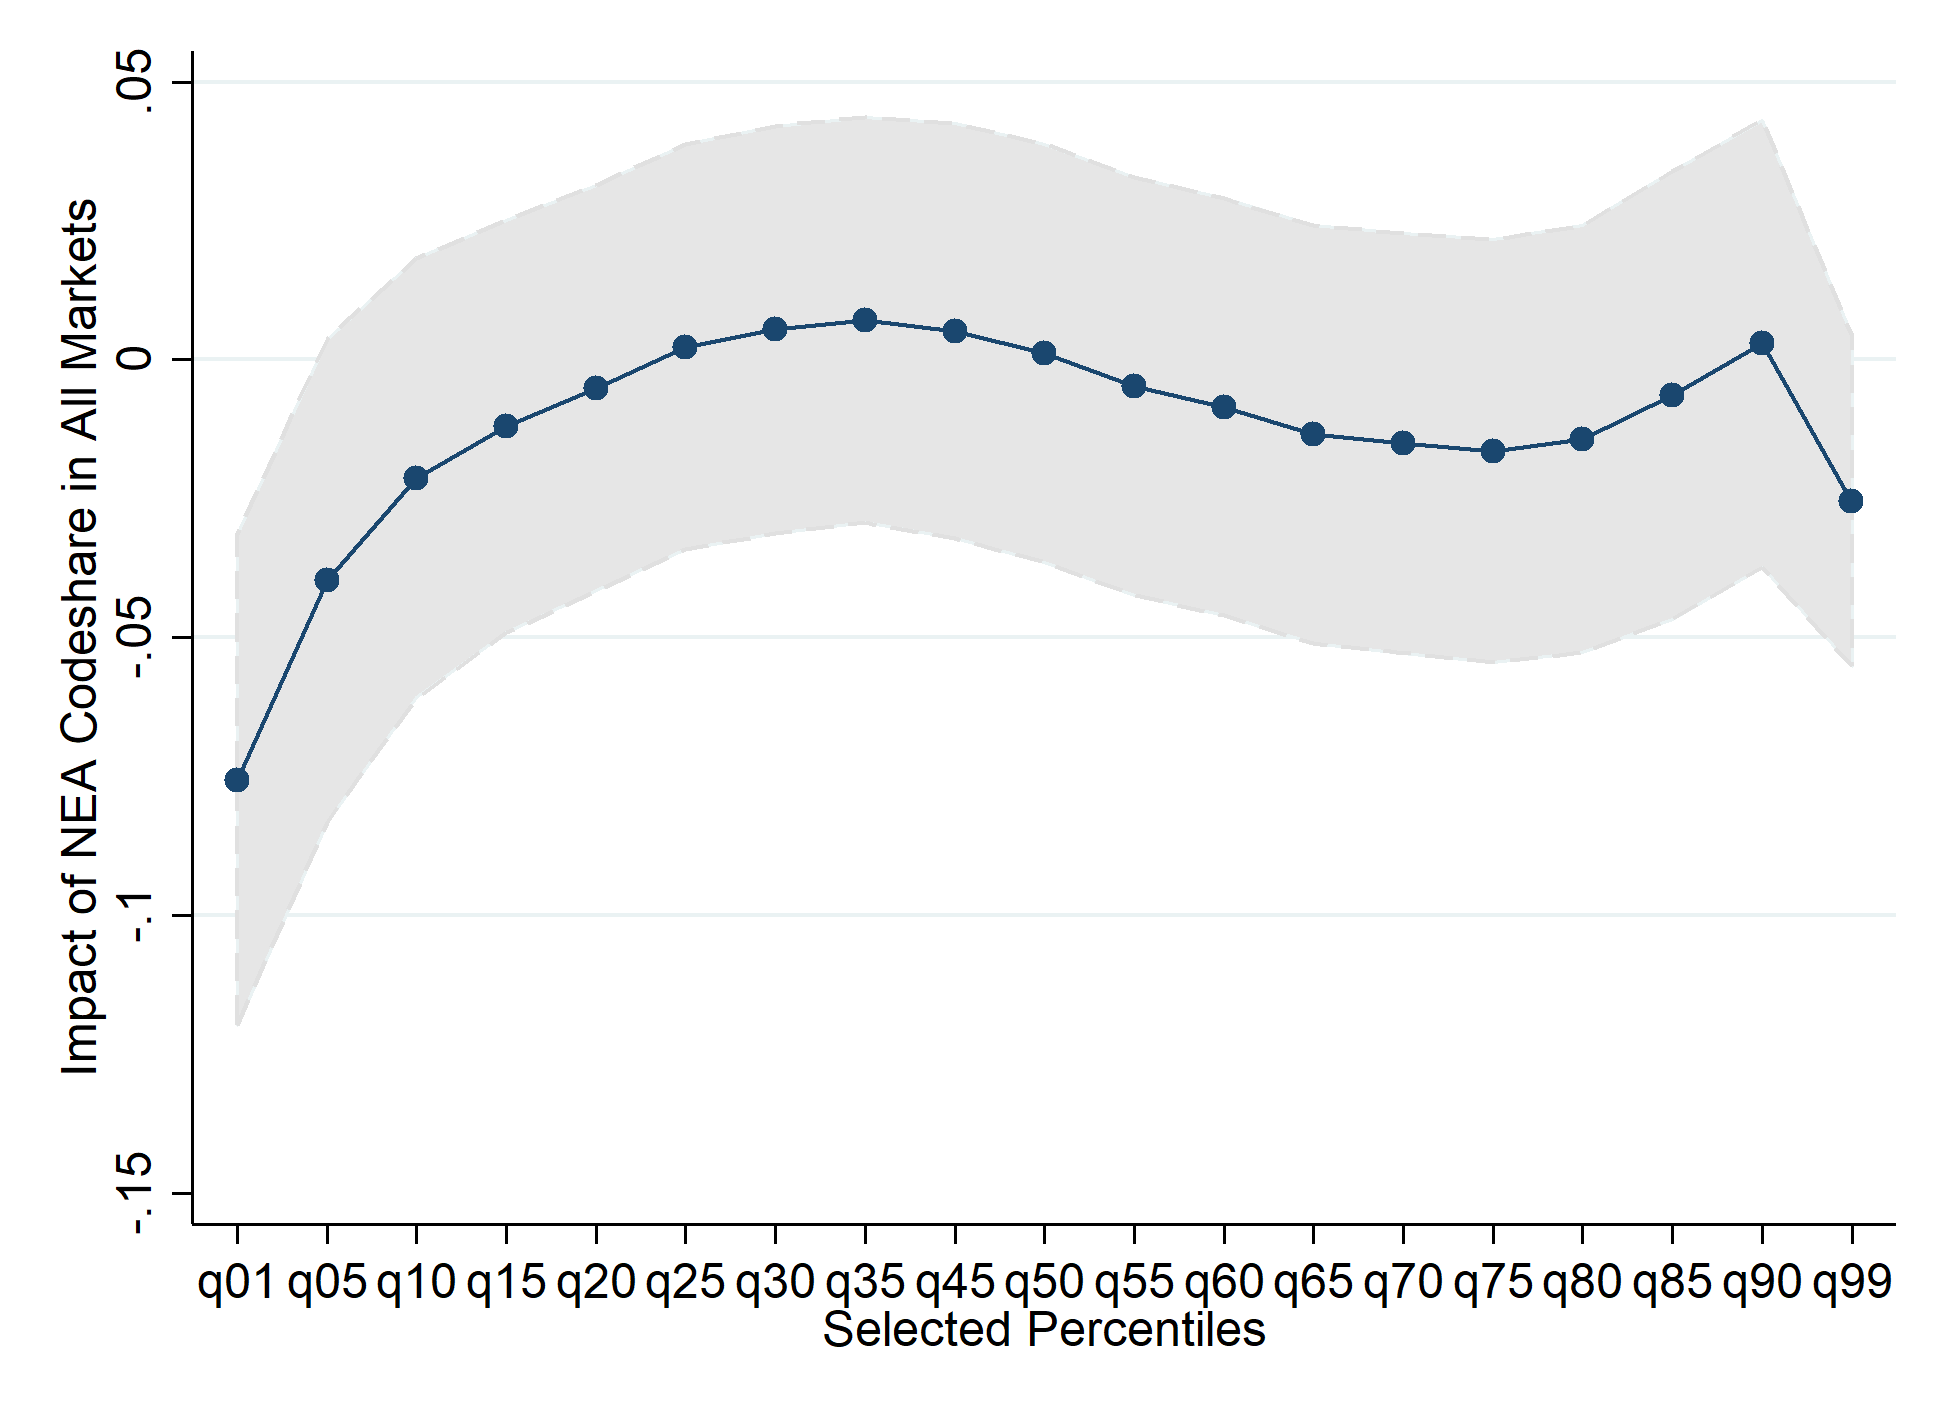 Impact of NEA Codeshare in All Markets
.05
0
-.05
-.1
-.15
q01 q05 q10 q15 q20 q25 q30 q35 q45 q50 q55 q60 q65 q70 q75 q80 q85 q90 q99
Selected Percentiles